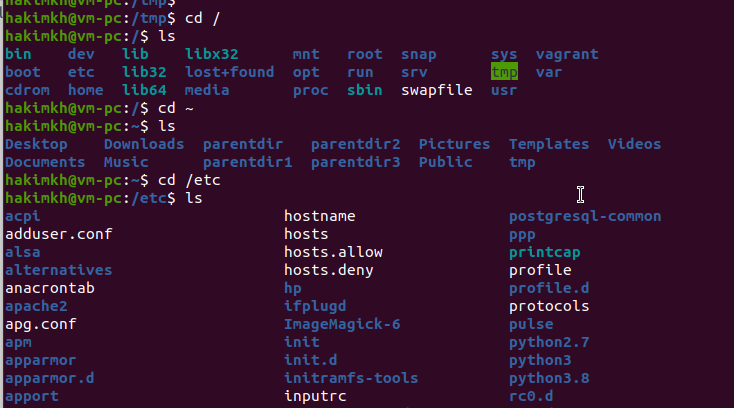 hakimkh@vm-pc:/tmp$
hakimkh@vm-pc:/tmp$ cd /
hakimkh@vm-pc:/$ ls
bin dev lib libx32 mnt root snap sys vagrant
boot etc lib32 lost+found opt run srv tmp var
cdrom home lib64 media proc sbin swapfile usr
hakimkh@vm-pc:/$ cd ~
hakimkh@vm-pc:~$ ls
Desktop Downloads parentdir parentdir2 Pictures Templates Videos
Documents Music parentdir1 parentdir3 Public tmp
hakimkh@vm-pc:~$ cd /etc
hakimkh@vm-pc:/etc$ ls
acpi hostname postgresql-common
adduser.conf hosts ppp
alsa hosts.allow printcap
alternatives hosts.deny profile
anacrontab hp profile.d
apache2 ifplugd protocols
apg.conf ImageMagick-6 pulse
apm init python2.7
apparmor init.d python3
apparmor.d initramfs-tools python3.8
apport inputrc rc0.d